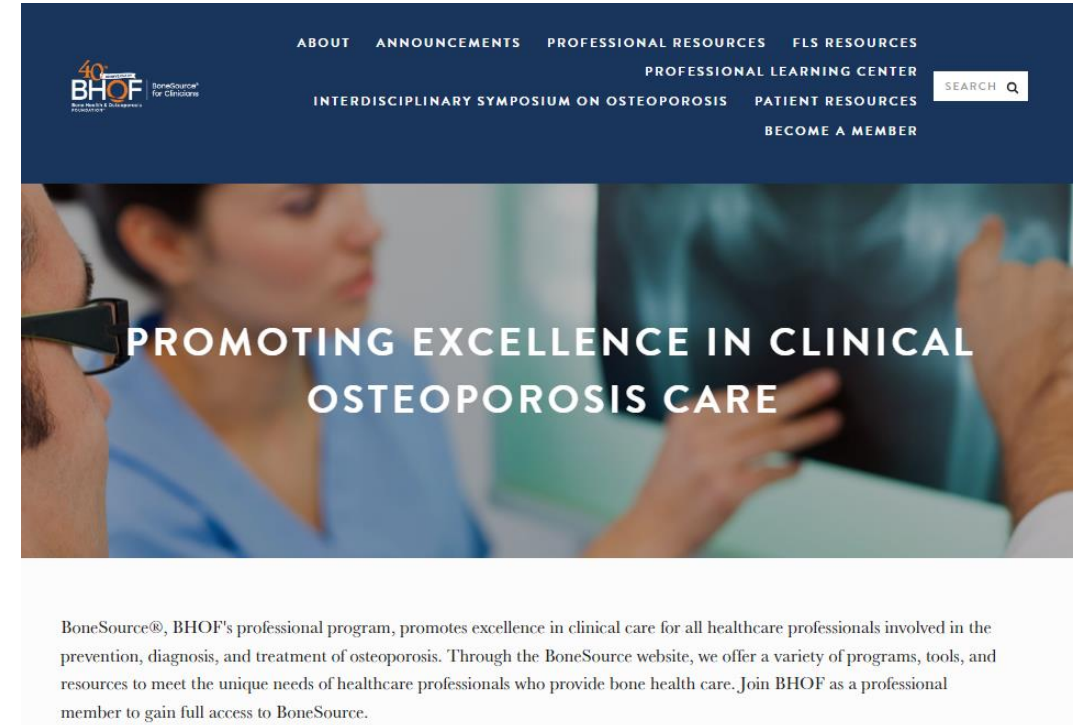 ABOUT ANNOUNCEMENTS PROFESSIONAL RESOURCES FLS RESOURCES
PROFESSIONAL LEARNING CENTER
INTERDISCIPLINARY SYMPOSIUM ON OSTEOPOROSIS PATIENT RESOURCES
BECOME A MEMBER
SEARCH
40
BHOF
Bone Health & Osteoporosis
FOUNDATION
BoneSource®
for Clinicians
PROMOTING EXCELLENCE IN CLINICAL
OSTEOPOROSIS CARE
BoneSource®, BHOF's professional program, promotes excellence in clinical care for all healthcare professionals involved in the
prevention, diagnosis, and treatment of osteoporosis. Through the BoneSource website, we offer a variety of programs, tools, and
resources to meet the unique needs of healthcare professionals who provide bone health care. Join BHOF as a professional
member to gain full access to BoneSource.